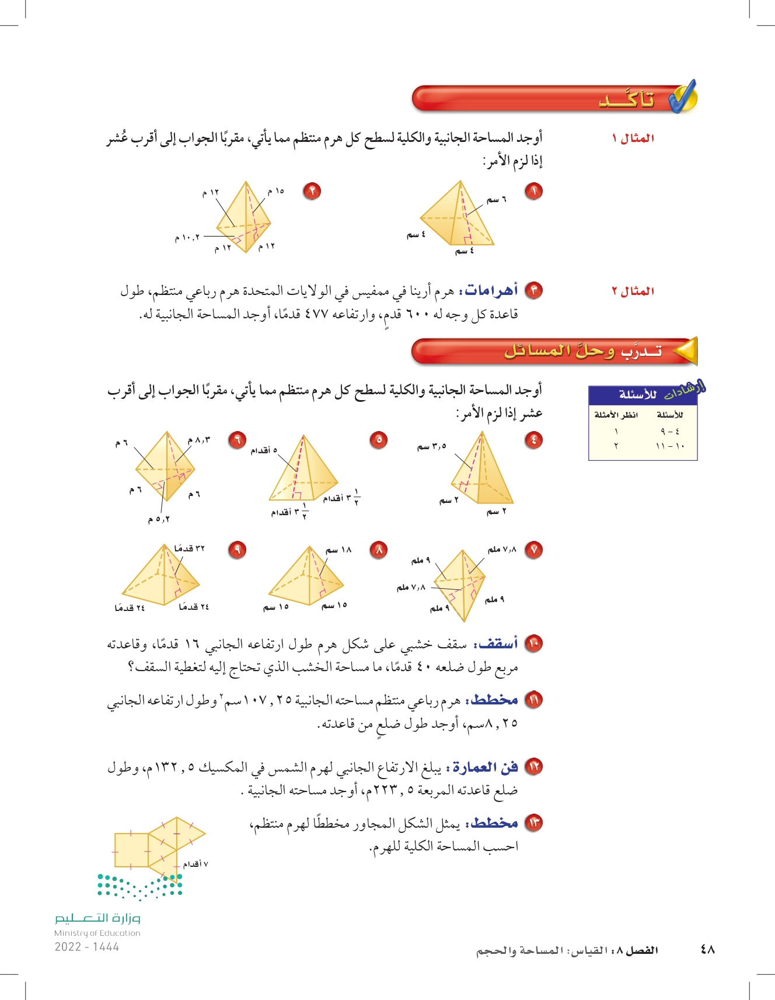 تأكَّد
المثال ١
أوجد المساحة الجانبية والكلية لسطح كل هرم منتظم مما يأتي، مقربًا الجواب إلى أقرب عُشر
إذا لزم الأمر:
١
٦ سم
٤ سم
٤ سم
٢
١٥ م
١٢ م
١٠,٢ م
١٢ م
١٢ م
المثال ٢
٣ أهرامات: هرم أرينا في ممفيس في الولايات المتحدة هرم رباعي منتظم، طول
قاعدة كل وجه له ٦٠٠ قدمٍ، وارتفاعه ٤٧٧ قدمًا، أوجد المساحة الجانبية له.
تـدرَّب وحلَّ المسائل
إرشادات للأسئلة
للأسئلة انظر الأمثلة
٤ – ٩ ١
١٠ – ١١ ٢
أوجد المساحة الجانبية والكلية لسطح كل هرم منتظم مما يأتي، مقربًا الجواب إلى أقرب
عشر إذا لزم الأمر:
٤
٣,٥ سم
٢ سم
٢ سم
٥
٥ أقدام
٣ ١/٢ أقدام
٣ ١/٢ أقدام
٦
٨,٣ م
٦ م
٦ م
٦ م
٥,٢ م
٧
٧,٨ ملم
٩ ملم
٧,٨ ملم
٩ ملم
٩ ملم
٨
١٨ سم
١٥ سم
١٥ سم
٩
٣٢ قدمًا
٢٤ قدمًا
٢٤ قدمًا
١٠ أسقف: سقف خشبي على شكل هرم طول ارتفاعه الجانبي ١٦ قدمًا، وقاعدته
مربع طول ضلعه ٤٠ قدمًا، ما مساحة الخشب الذي تحتاج إليه لتغطية السقف؟
١١ مخطط: هرم رباعي منتظم مساحته الجانبية ١٠٧,٢٥ سم٢ وطول ارتفاعه الجانبي
٨,٢٥ سم، أوجد طول ضلعٍ من قاعدته.
١٢ فن العمارة: يبلغ الارتفاع الجانبي لهرم الشمس في المكسيك ١٣٢,٥ م، وطول
ضلع قاعدته المربعة ٢٢٣,٥ م، أوجد مساحته الجانبية .
١٣ مخطط: يمثل الشكل المجاور مخططًا لهرم منتظم،
احسب المساحة الكلية للهرم.
٧ أقدام
وزارة التعليم
Ministry of Education
2022 - 1444
٤٨ الفصل ٨: القياس: المساحة والحجم